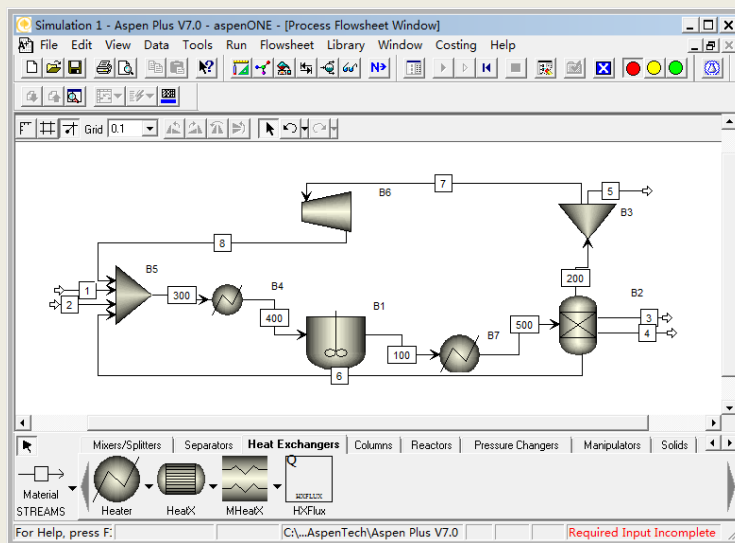 Simulation 1 - Aspen Plus V7.0 - aspenONE - [Process Flowsheet Window]
File Edit View Data Tools Run Flowsheet Library Window Costing Help
N>
Grid 0.1
7 5
B6 B3
8
B5 200
1 300 B4 B2
2 B1
400 500 3
B7 4
100
6
Mixers/Splitters Separators Heat Exchangers Columns Reactors Pressure Changers Manipulators Solids
Q
HXFLUX
Material Heater HeatX MHeatX HXFlux
STREAMS
For Help, press F: C:\...AspenTech\Aspen Plus V7.0 Required Input Incomplete